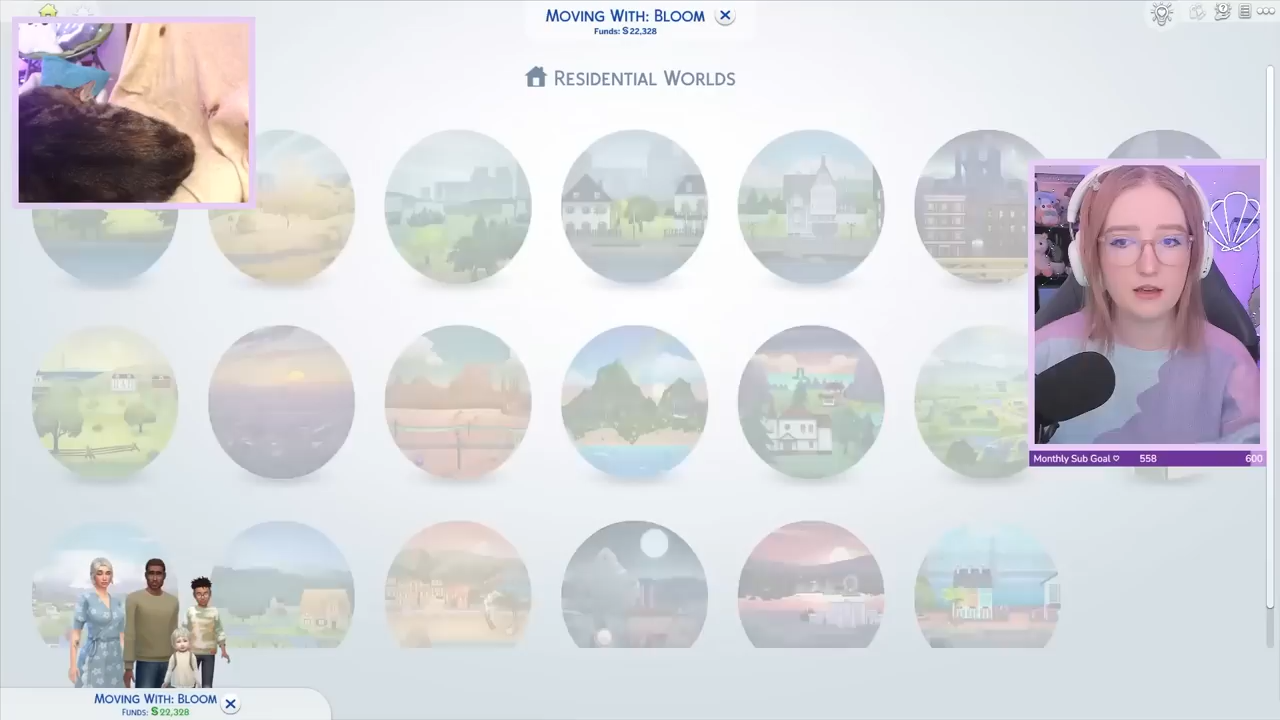 MOVING WITH: BLOOM
Funds: §22,328
RESIDENTIAL WORLDS
Monthly Sub Goal ♡ 558 600
MOVING WITH: BLOOM
FUNDS: §22,328